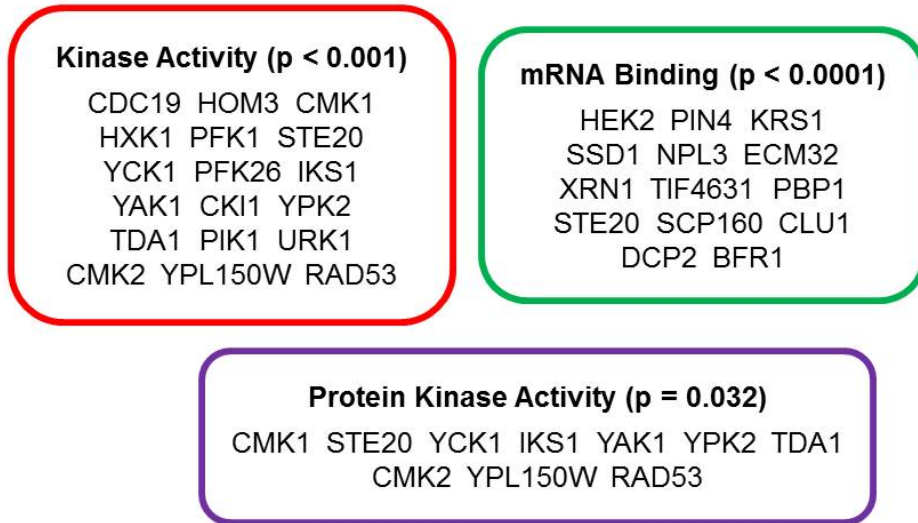 Kinase Activity (p < 0.001)
CDC19 HOM3 CMK1
HXK1 PFK1 STE20
YCK1 PFK26 IKS1
YAK1 CKI1 YPK2
TDA1 PIK1 URK1
CMK2 YPL150W RAD53
mRNA Binding (p < 0.0001)
HEK2 PIN4 KRS1
SSD1 NPL3 ECM32
XRN1 TIF4631 PBP1
STE20 SCP160 CLU1
DCP2 BFR1
Protein Kinase Activity (p = 0.032)
CMK1 STE20 YCK1 IKS1 YAK1 YPK2 TDA1
CMK2 YPL150W RAD53